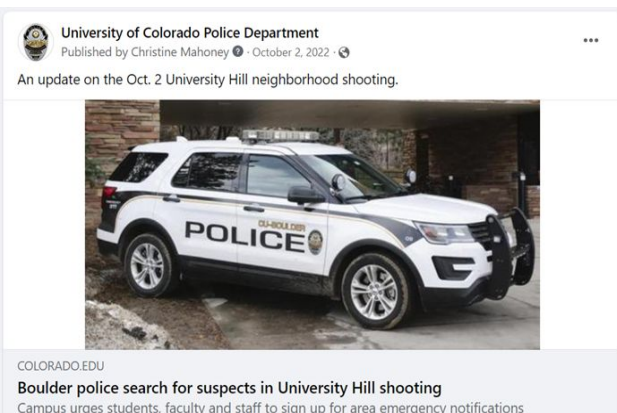 University of Colorado Police Department
Published by Christine Mahoney ? · October 2, 2022 ·
An update on the Oct. 2 University Hill neighborhood shooting.
CU-BOULDER
POLICE
COLORADO.EDU
Boulder police search for suspects in University Hill shooting
Campus urges students, faculty and staff to sign up for area emergency notifications